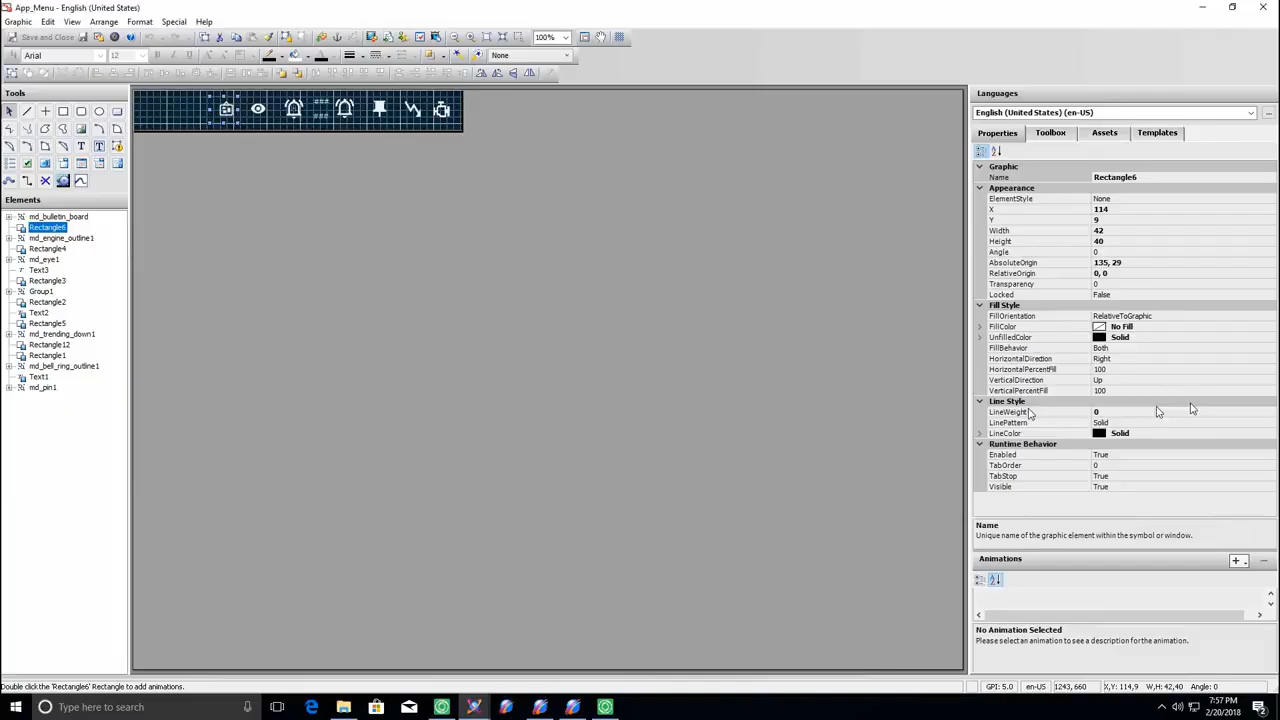 App_Menu - English (United States)
Graphic Edit View Arrange Format Special Help
Save and Close
100%
Arial 12 None
Tools
Languages
English (United States) (en-US)
Properties Toolbox Assets Templates
###
###
Elements
md_bulletin_board
Rectangle6
md_engine_outline1
Rectangle4
md_eye1
Text3
Rectangle3
Group1
Rectangle2
Text2
Rectangle5
md_trending_down1
Rectangle12
Rectangle1
md_bell_ring_outline1
Text1
md_pin1
Graphic
Name Rectangle6
Appearance
ElementStyle None
X 114
Y 9
Width 42
Height 40
Angle 0
AbsoluteOrigin 135, 29
RelativeOrigin 0, 0
Transparency 0
Locked False
Fill Style
FillOrientation RelativeToGraphic
FillColor No Fill
UnfilledColor Solid
FillBehavior Both
HorizontalDirection Right
HorizontalPercentFill 100
VerticalDirection Up
VerticalPercentFill 100
Line Style
LineWeight 0
LinePattern Solid
LineColor Solid
Runtime Behavior
Enabled True
TabOrder 0
TabStop True
Visible True
Name
Unique name of the graphic element within the symbol or window.
Animations
No Animation Selected
Please select an animation to see a description for the animation.
Double click the 'Rectangle6' Rectangle to add animations.
GPI: 5.0 en-US 1243,660 X,Y: 114,9 W,H: 42,40 Angle: 0
Type here to search
7:57 PM
2/20/2018